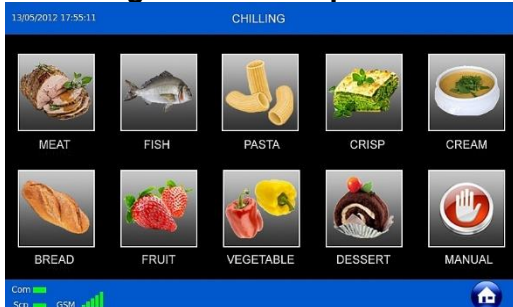 13/05/2012 17:55:11
CHILLING
MEAT FISH PASTA CRISP CREAM
BREAD FRUIT VEGETABLE DESSERT MANUAL
Com
Scp GSM